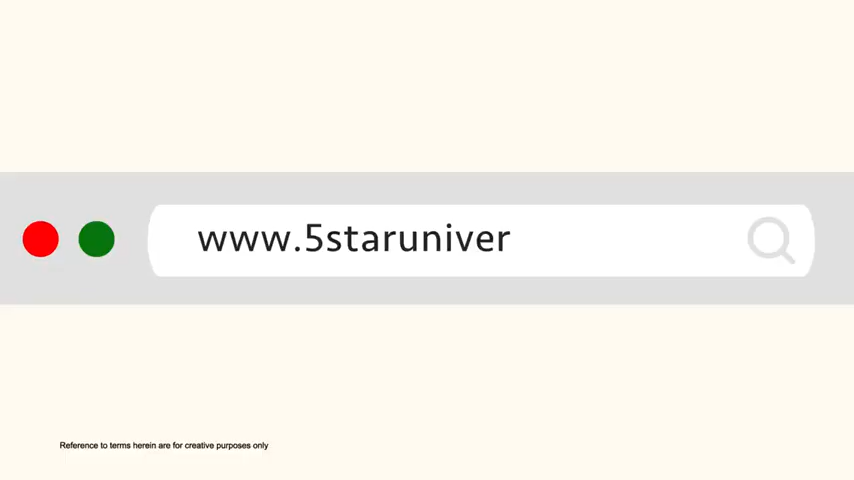 www.5staruniver
Reference to terms herein are for creative purposes only